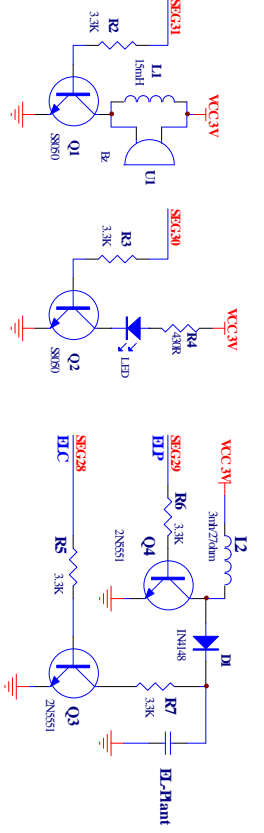 SEG31
R2
3.3K
L1
15mH
VCC3V
U1
Bz
Q1
S8050
SEG30
R3
3.3K
VCC3V
R4
430R
LED
Q2
S8050
VCC 3V
L2
3mh/27ohm
SEG29
ELP
R6
3.3K
Q4
2N5551
D1
1N4148
SEG28
ELC
R5
3.3K
Q3
2N5551
R7
3.3K
EL-Plant